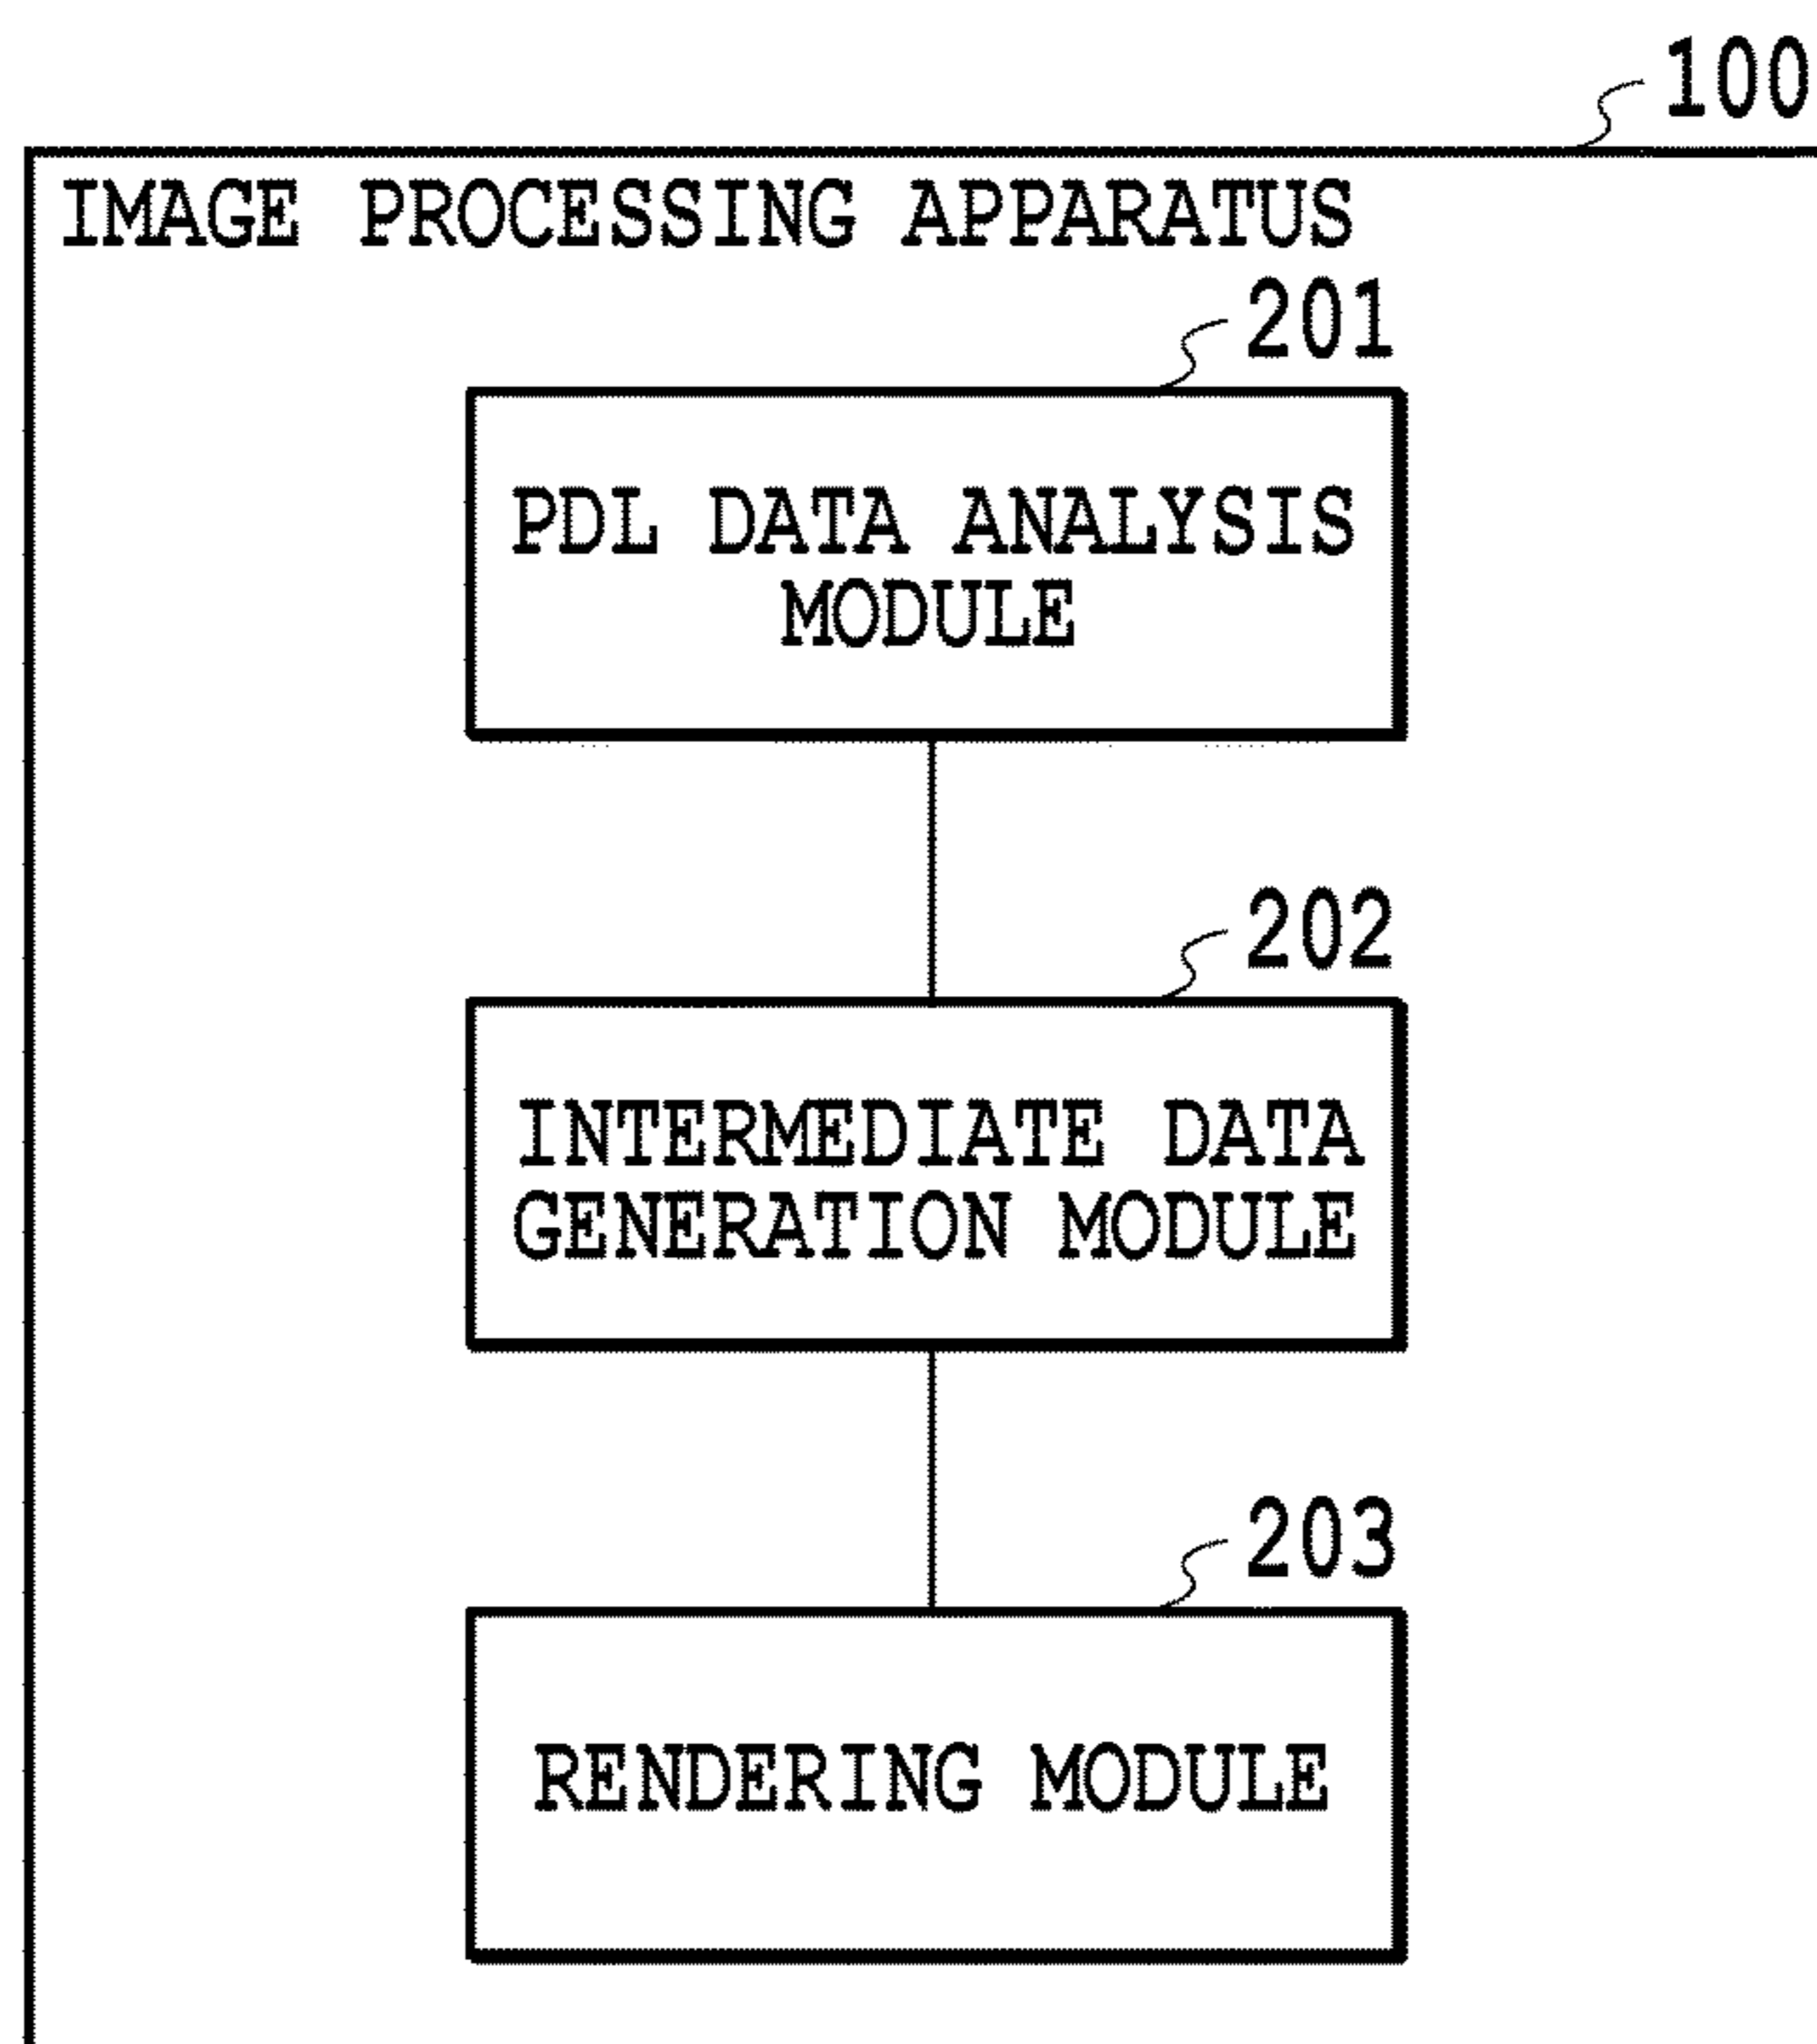 100
IMAGE PROCESSING APPARATUS
201
PDL DATA ANALYSIS
MODULE
202
INTERMEDIATE DATA
GENERATION MODULE
203
RENDERING MODULE